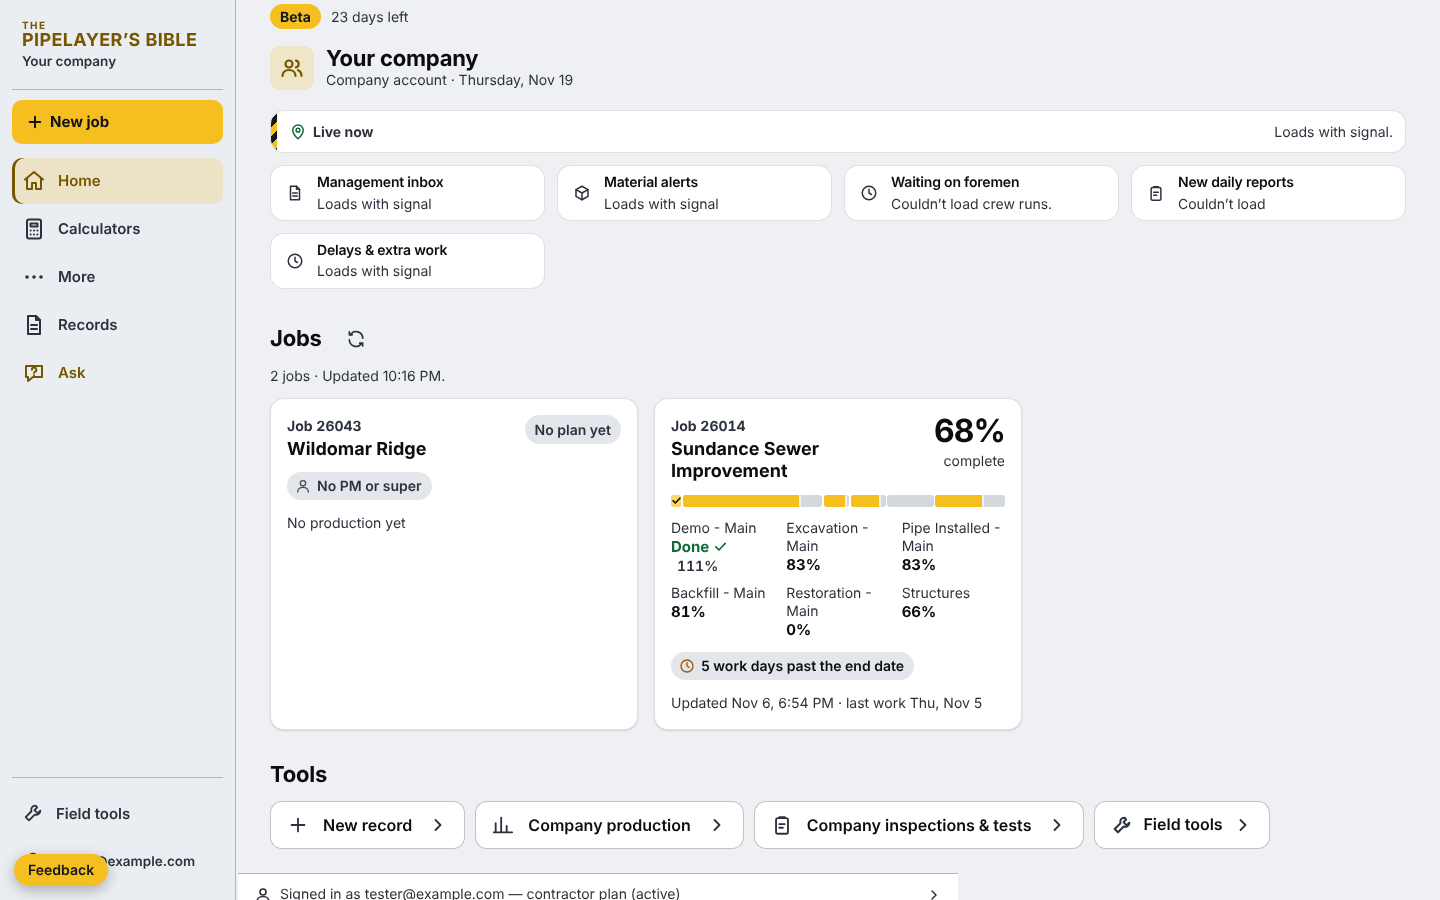 THE
PIPELAYER’S BIBLE
Your company
New job
Home
Calculators
More
Records
Ask
Field tools
@example.com
Feedback
Beta
23 days left
Your company
Company account · Thursday, Nov 19
Live now
Loads with signal.
Management inbox
Loads with signal
Material alerts
Loads with signal
Waiting on foremen
Couldn’t load crew runs.
New daily reports
Couldn’t load
Delays & extra work
Loads with signal
Jobs
2 jobs · Updated 10:16 PM.
Job 26043
Wildomar Ridge
No plan yet
No PM or super
No production yet
Job 26014
Sundance Sewer
Improvement
68%
complete
Demo - Main
Done
111%
Excavation -
Main
83%
Pipe Installed -
Main
83%
Backfill - Main
81%
Restoration -
Main
0%
Structures
66%
5 work days past the end date
Updated Nov 6, 6:54 PM · last work Thu, Nov 5
Tools
New record
Company production
Company inspections & tests
Field tools
Signed in as tester@example.com — contractor plan (active)